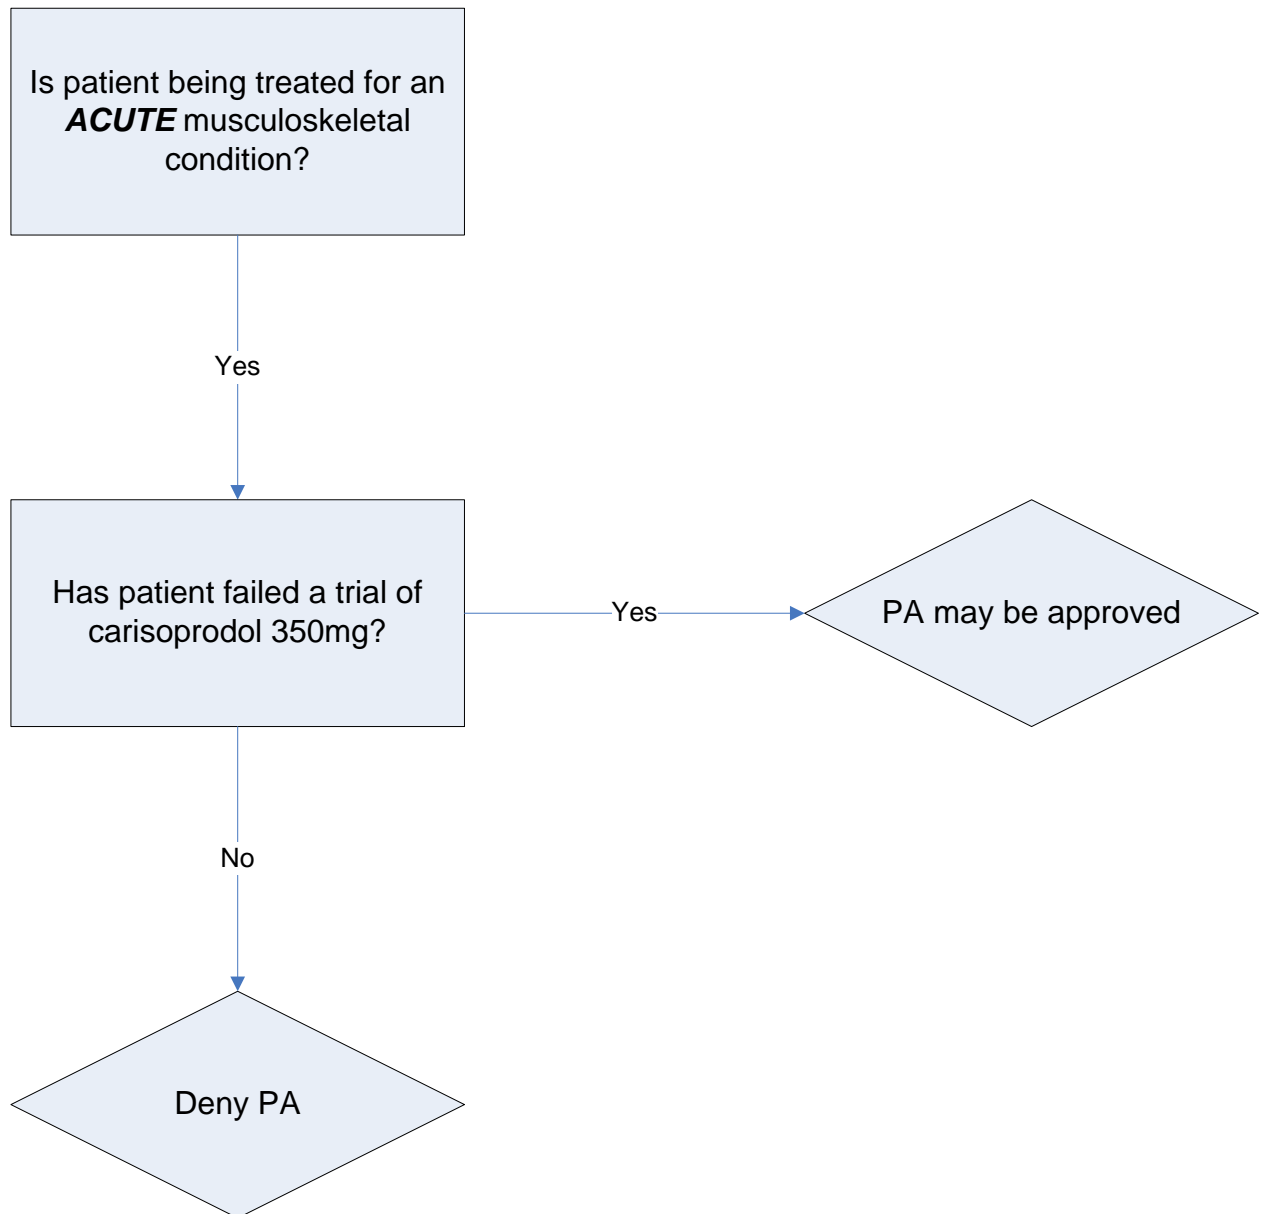 Is patient being treated for an
ACUTE musculoskeletal
condition?
Yes
Has patient failed a trial of
carisoprodol 350mg?
Yes
PA may be approved
No
Deny PA